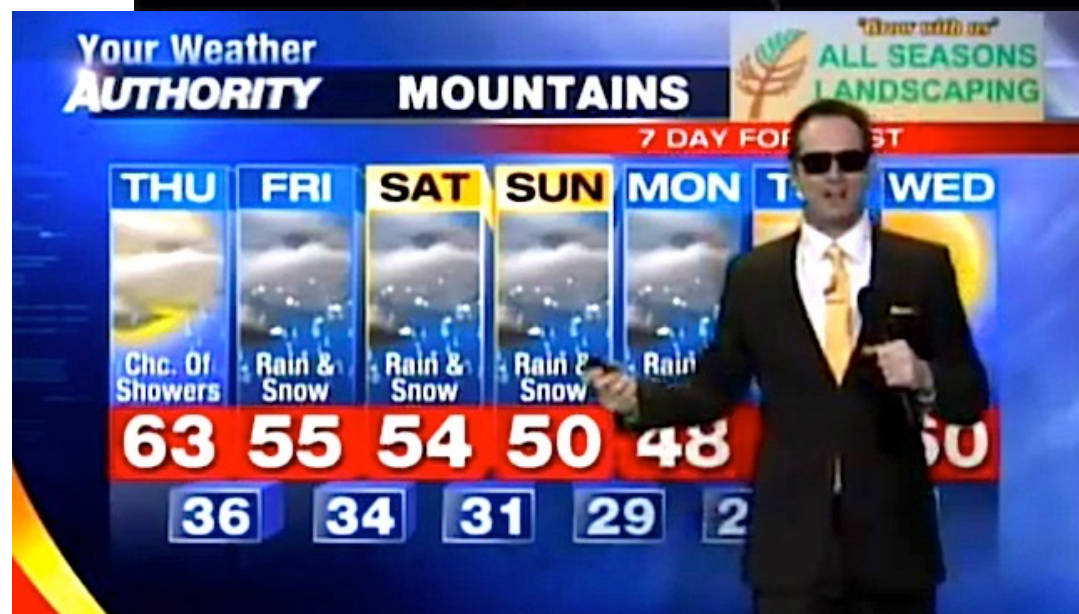 Your Weather
AUTHORITY
MOUNTAINS
"Grow with us"
ALL SEASONS
LANDSCAPING
7 DAY FOR ST
THU FRI SAT SUN MON T WED
Chc. Of Showers
Rain & Snow
Rain & Snow
Rain & Snow
Rain
63 55 54 50 48 60
36 34 31 29 2